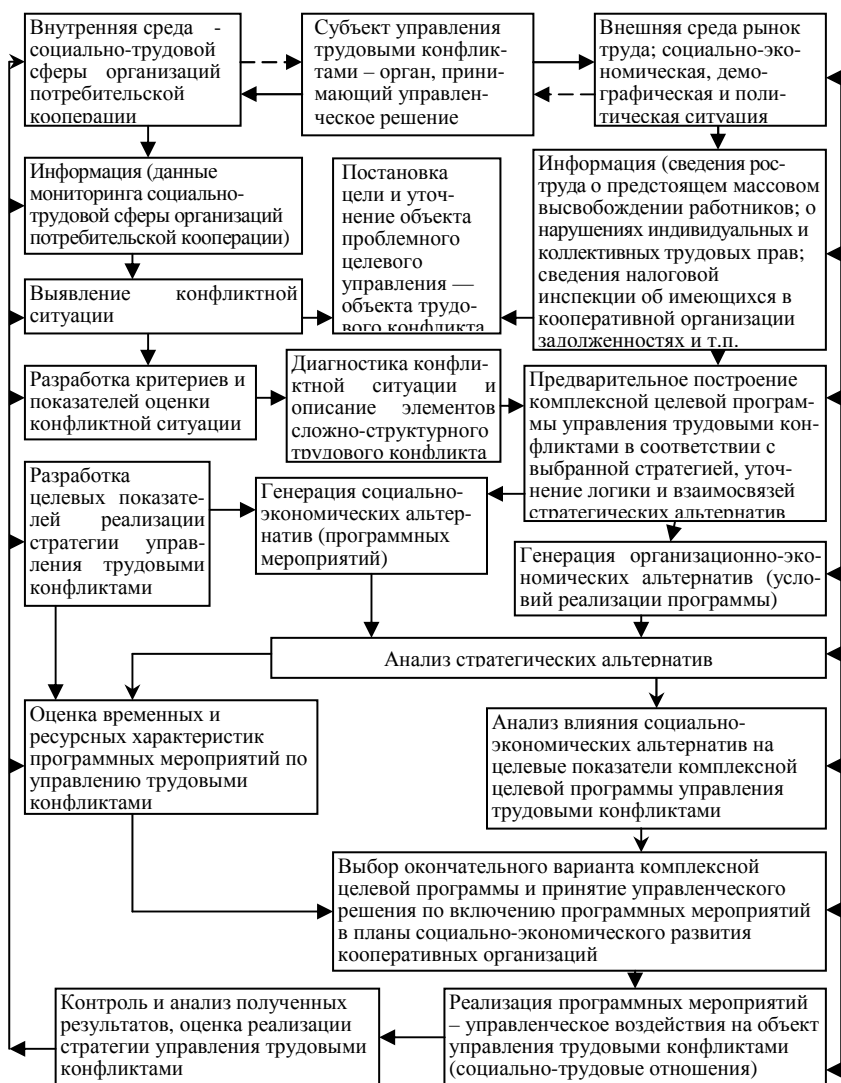 Внутренняя среда -
социально-трудовой
сферы организаций
потребительской
кооперации
Субъект управления
трудовыми конфлик-
тами – орган, прини-
мающий управлен-
ческое решение
Внешняя среда рынок
труда; социально-эко-
номическая, демо-
графическая и по-
литическая ситуация
Информация (данные
мониторинга социально-
трудовой сферы организаций
потребительской кооперации)
Постановка
цели и уточ-
нение объекта
проблемного
целевого
управления —
объекта трудо-
вого конфликта
Информация (сведения рос-
труда о предстоящем массовом
высвобождении работников; о
нарушениях индивидуальных и
коллективных трудовых прав;
сведения налоговой
инспекции об имеющихся в
кооперативной организации
задолженностях и т.п.
Выявление конфликтной
ситуации
Разработка критериев и
показателей оценки
конфликтной ситуации
Диагностика конфли-
ктной ситуации и
описание элементов
сложно-структурного
трудового конфликта
Предварительное построение
комплексной целевой програм-
мы управления трудовыми кон-
фликтами в соответствии с
выбранной стратегией, уточ-
нение логики и взаимосвязей
стратегических альтернатив
Разработка
целевых показате-
лей реализации
стратегии управ-
ления трудовыми
конфликтами
Генерация социально-
экономических альтер-
натив (программных
мероприятий)
Генерация организационно-эко-
номических альтернатив (усло-
вий реализации программы)
Анализ стратегических альтернатив
Оценка временных и
ресурсных характеристик
программных мероприятий по
управлению трудовыми
конфликтами
Анализ влияния социально-
экономических альтернатив на
целевые показатели комплексной
целевой программы управления
трудовыми конфликтами
Выбор окончательного варианта комплексной
целевой программы и принятие управленческого
решения по включению программных мероприятий
в планы социально-экономического развития
кооперативных организаций
Контроль и анализ полученных
результатов, оценка реализации
стратегии управления трудовыми
конфликтами
Реализация программных мероприятий
– управленческое воздействия на объект
управления трудовыми конфликтами
(социально-трудовые отношения)